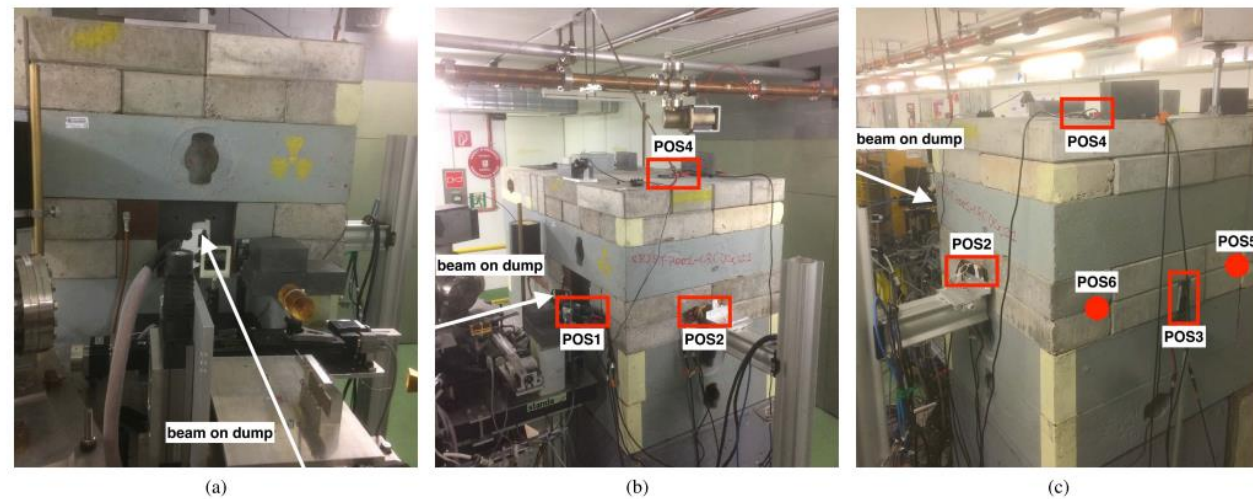 beam on dump
(a)
POS4
beam on dump
POS1
POS2
(b)
POS4
beam on dump
POS2
POS5
POS6
POS3
(c)